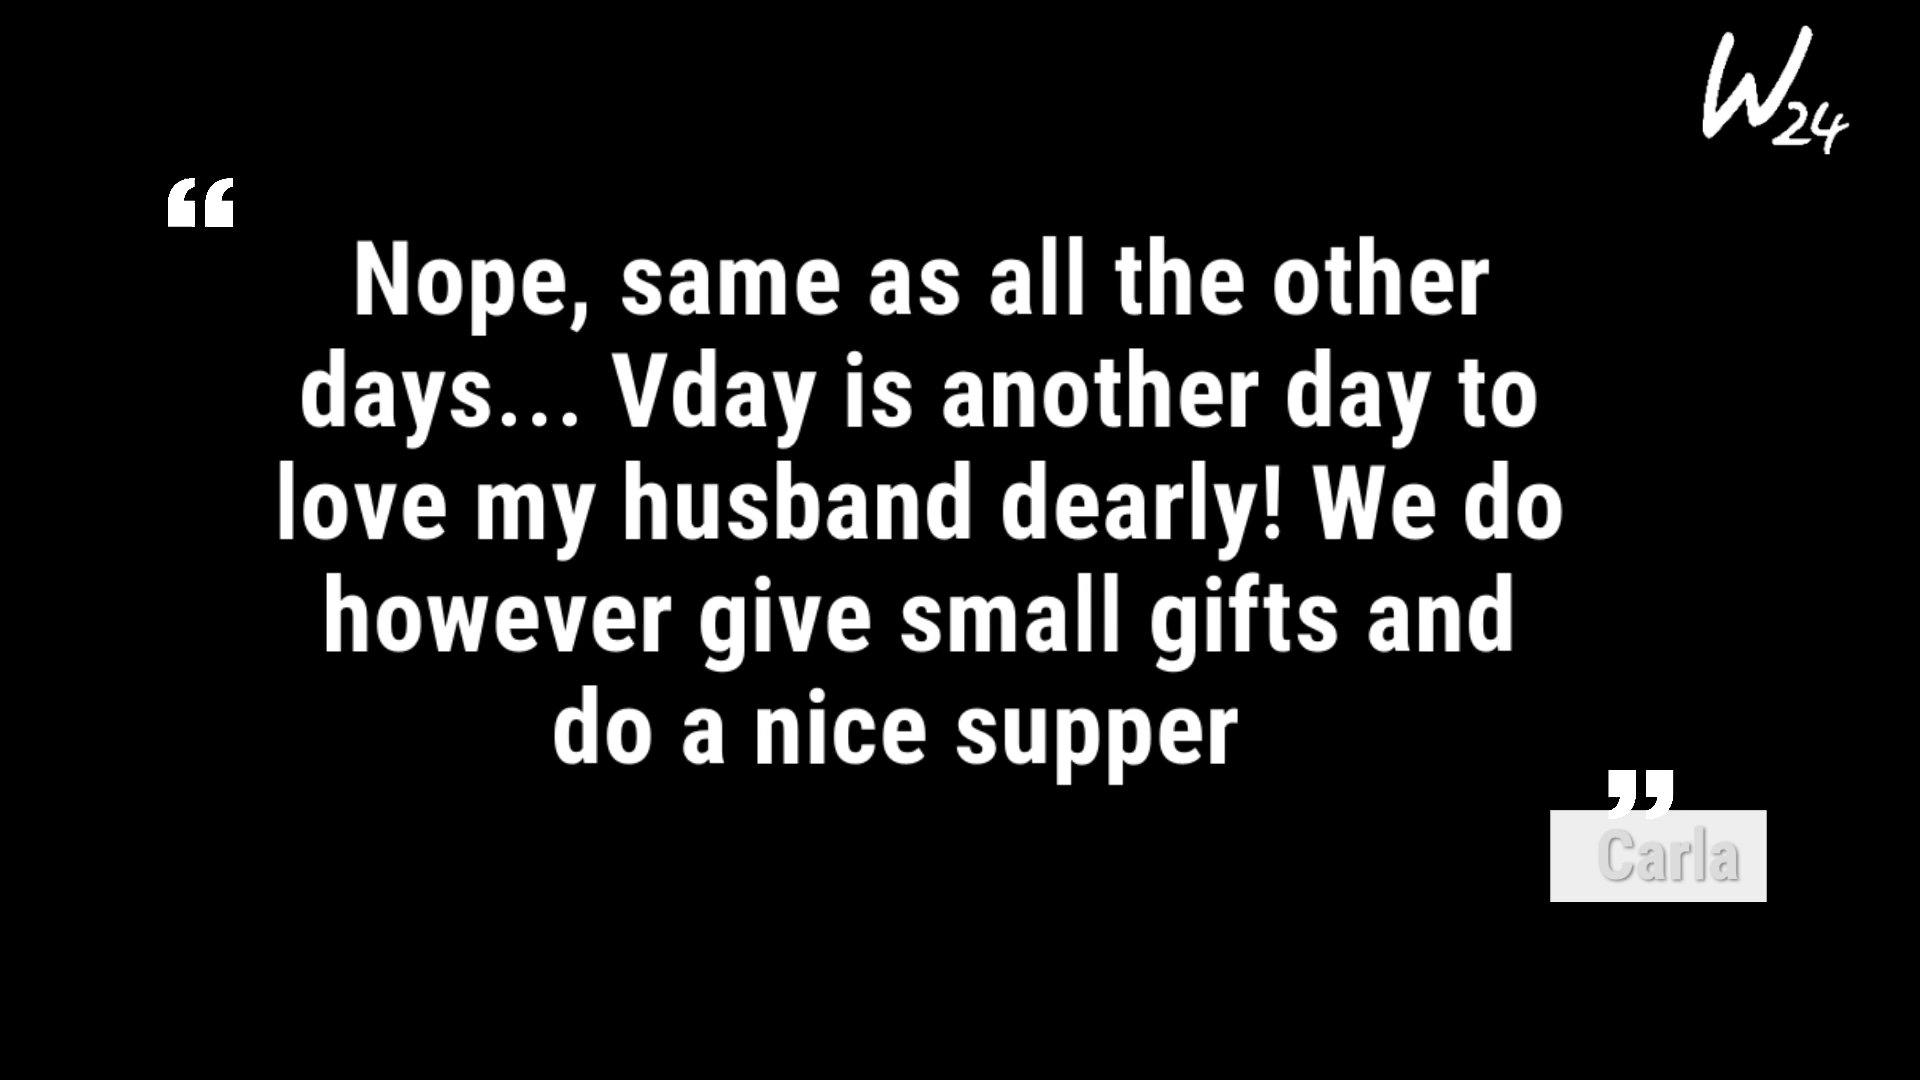 W24
“
Nope, same as all the other
days... Vday is another day to
love my husband dearly! We do
however give small gifts and
do a nice supper
”
Carla